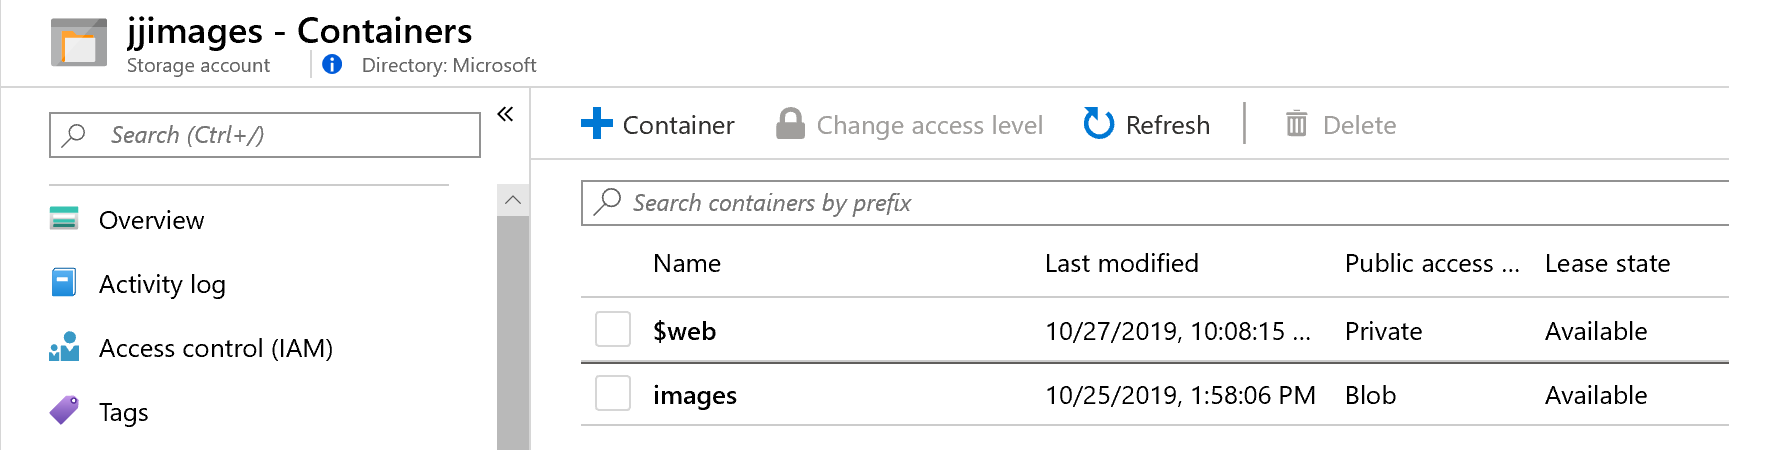 jjimages - Containers
Storage account
Directory: Microsoft
Search (Ctrl+/)
«
Overview
Activity log
Access control (IAM)
Tags
Container Change access level Refresh Delete
Search containers by prefix
Name Last modified Public access ... Lease state
$web 10/27/2019, 10:08:15 ... Private Available
images 10/25/2019, 1:58:06 PM Blob Available